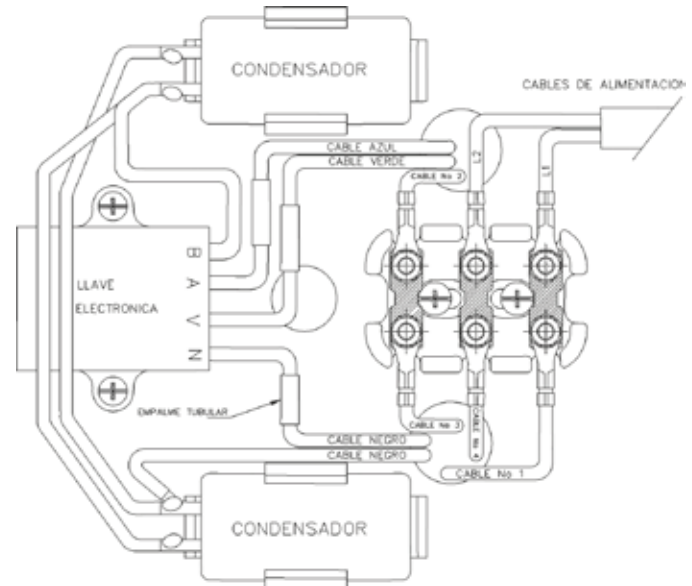 CONDENSADOR
CABLES DE ALIMENTACION
CABLE AZUL
CABLE VERDE
CABLE No 2
L2
L1
B
A
V
N
LLAVE
ELECTRONICA
EMPALME TUBULAR
CABLE No 3
CABLE No 4
CABLE NEGRO
CABLE NEGRO
CABLE No 1
CONDENSADOR